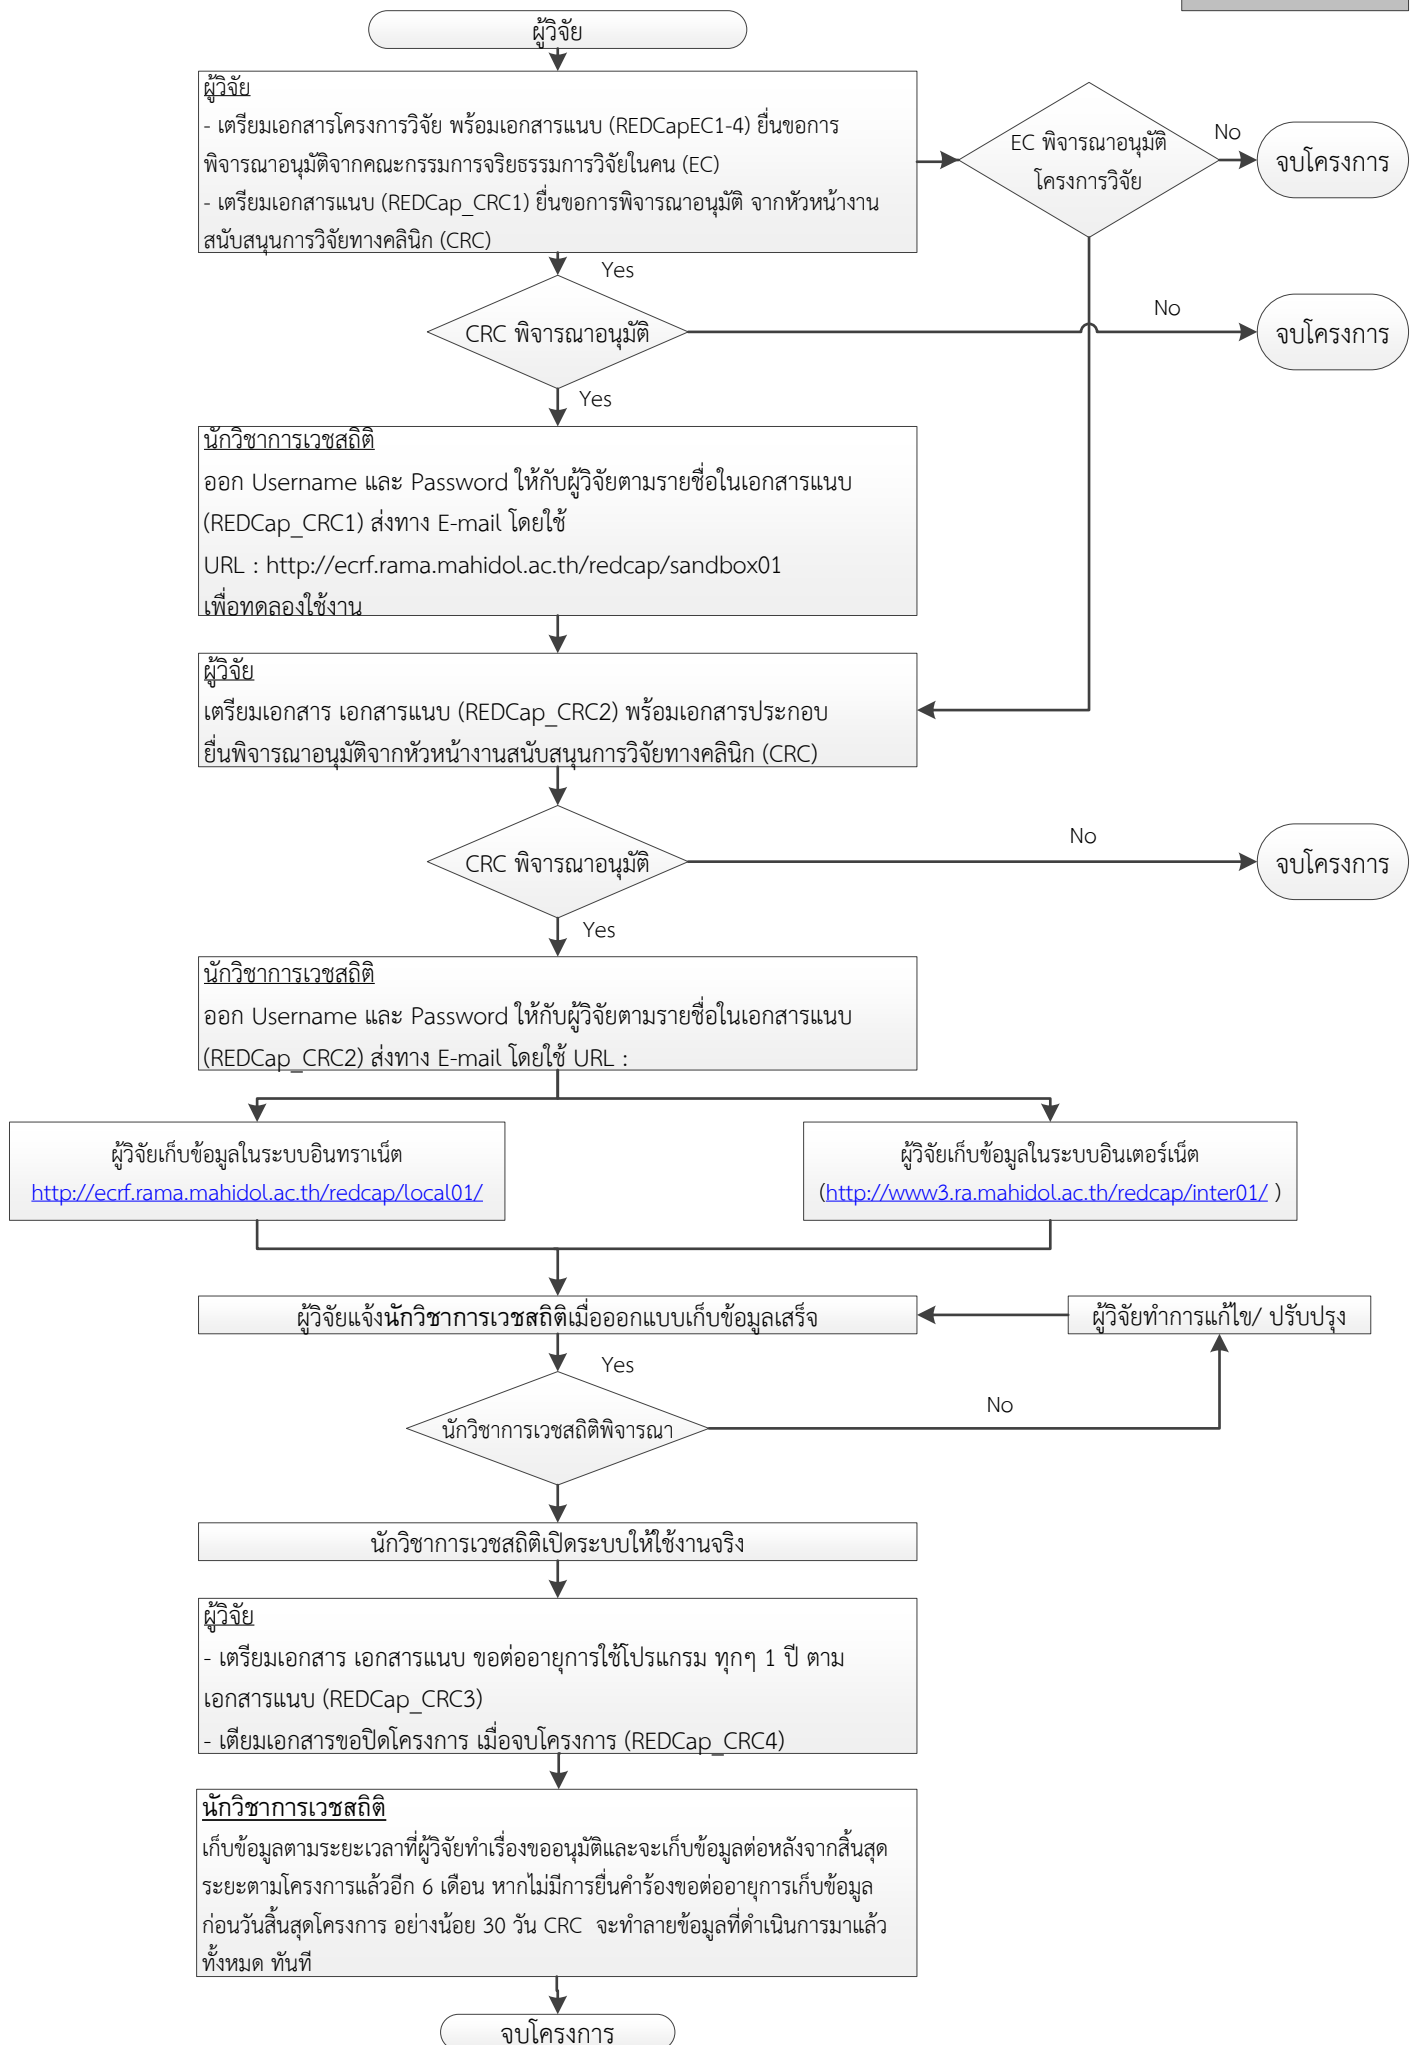 ผู้วิจัย
ผู้วิจัย
- เตรียมเอกสารโครงการวิจัย พร้อมเอกสารแนบ (REDCapEC1-4) ยื่นขอการ
พิจารณาอนุมัติจากคณะกรรมการจริยธรรมการวิจัยในคน (EC)
- เตรียมเอกสารแนบ (REDCap_CRC1) ยื่นขอการพิจารณาอนุมัติ จากหัวหน้างาน
สนับสนุนการวิจัยทางคลินิก (CRC)
EC พิจารณาอนุมัติ
โครงการวิจัย
No
จบโครงการ
Yes
CRC พิจารณาอนุมัติ
No
จบโครงการ
Yes
นักวิชาการเวชสถิติ
ออก Username และ Password ให้กับผู้วิจัยตามรายชื่อในเอกสารแนบ
(REDCap_CRC1) ส่งทาง E-mail โดยใช้
URL : http://ecrf.rama.mahidol.ac.th/redcap/sandbox01
เพื่อทดลองใช้งาน
ผู้วิจัย
เตรียมเอกสาร เอกสารแนบ (REDCap_CRC2) พร้อมเอกสารประกอบ
ยื่นพิจารณาอนุมัติจากหัวหน้างานสนับสนุนการวิจัยทางคลินิก (CRC)
CRC พิจารณาอนุมัติ
No
จบโครงการ
Yes
นักวิชาการเวชสถิติ
ออก Username และ Password ให้กับผู้วิจัยตามรายชื่อในเอกสารแนบ
(REDCap_CRC2) ส่งทาง E-mail โดยใช้ URL :
ผู้วิจัยเก็บข้อมูลในระบบอินทราเน็ต
http://ecrf.rama.mahidol.ac.th/redcap/local01/
ผู้วิจัยเก็บข้อมูลในระบบอินเตอร์เน็ต
(http://www3.ra.mahidol.ac.th/redcap/inter01/ )
ผู้วิจัยแจ้งนักวิชาการเวชสถิติเมื่อออกแบบเก็บข้อมูลเสร็จ
ผู้วิจัยทำการแก้ไข/ ปรับปรุง
Yes
นักวิชาการเวชสถิติพิจารณา
No
นักวิชาการเวชสถิติเปิดระบบให้ใช้งานจริง
ผู้วิจัย
- เตรียมเอกสาร เอกสารแนบ ขอต่ออายุการใช้โปรแกรม ทุกๆ 1 ปี ตาม
เอกสารแนบ (REDCap_CRC3)
- เตียมเอกสารขอปิดโครงการ เมื่อจบโครงการ (REDCap_CRC4)
นักวิชาการเวชสถิติ
เก็บข้อมูลตามระยะเวลาที่ผู้วิจัยทำเรื่องขออนุมัติและจะเก็บข้อมูลต่อหลังจากสิ้นสุด
ระยะตามโครงการแล้วอีก 6 เดือน หากไม่มีการยื่นคำร้องขอต่ออายุการเก็บข้อมูล
ก่อนวันสิ้นสุดโครงการ อย่างน้อย 30 วัน CRC จะทำลายข้อมูลที่ดำเนินการมาแล้ว
ทั้งหมด ทันที
จบโครงการ